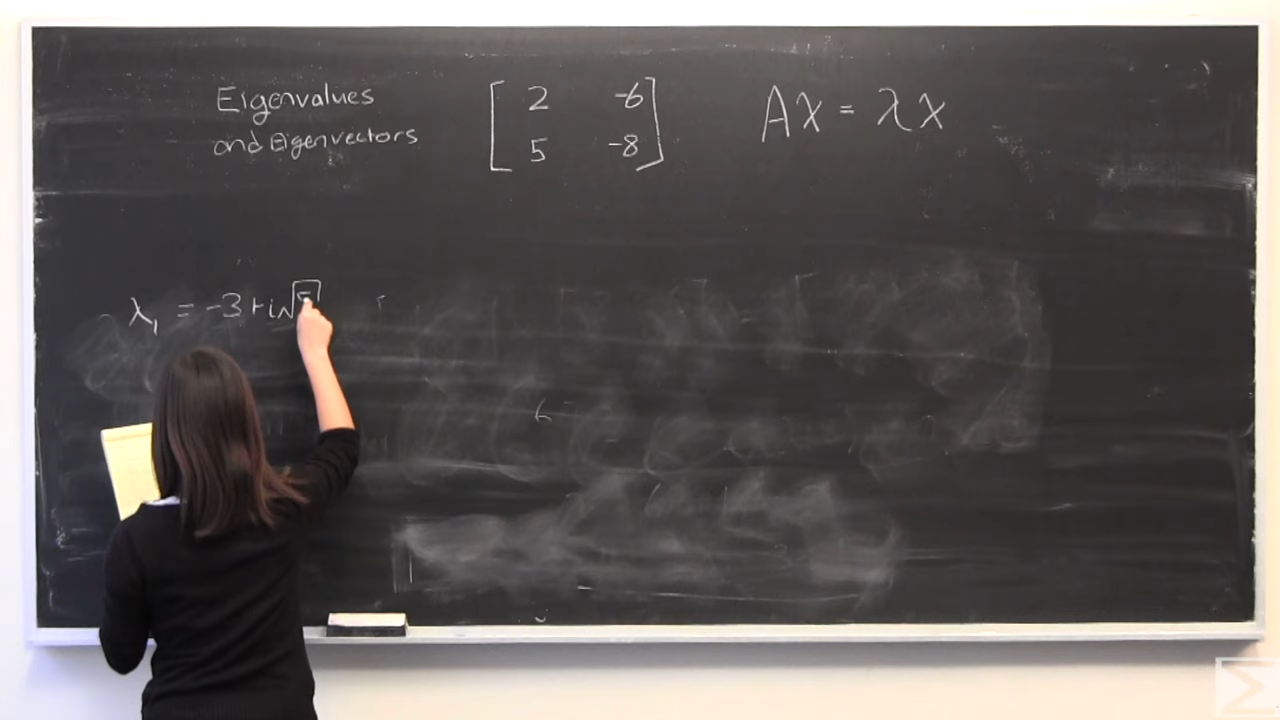 Eigenvalues
and Eigenvectors
[ 2 -6
5 -8 ]
Ax = λx
λ₁ = -3+i√